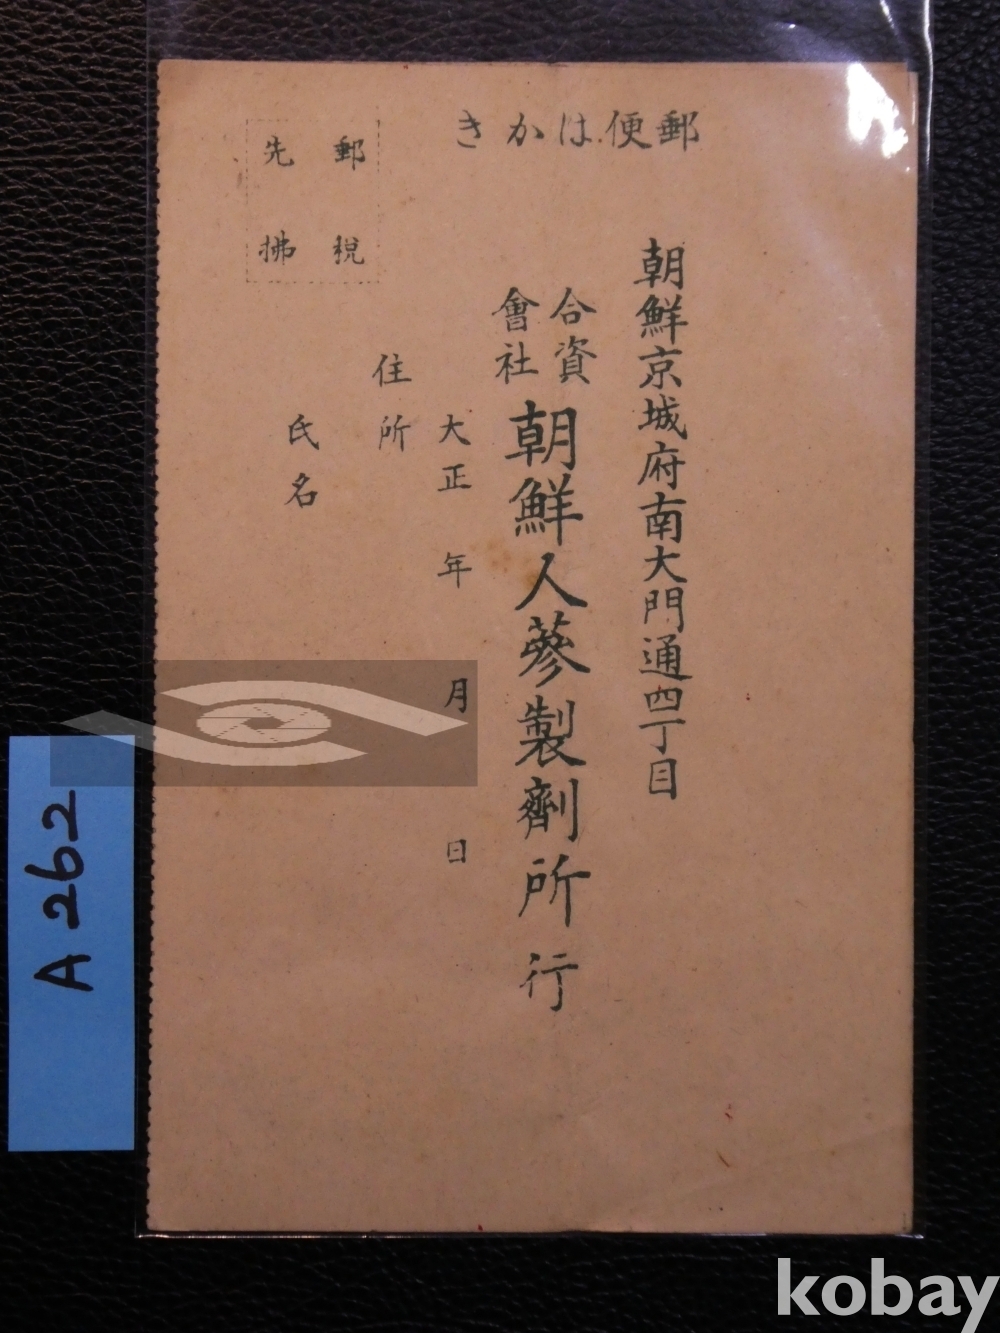 郵便はかき
朝鮮京城府南大門通四丁目
合資會社
朝鮮人蔘製劑所行
大正 年 月 日
住所
氏名
郵税
先拂
A262
kobay